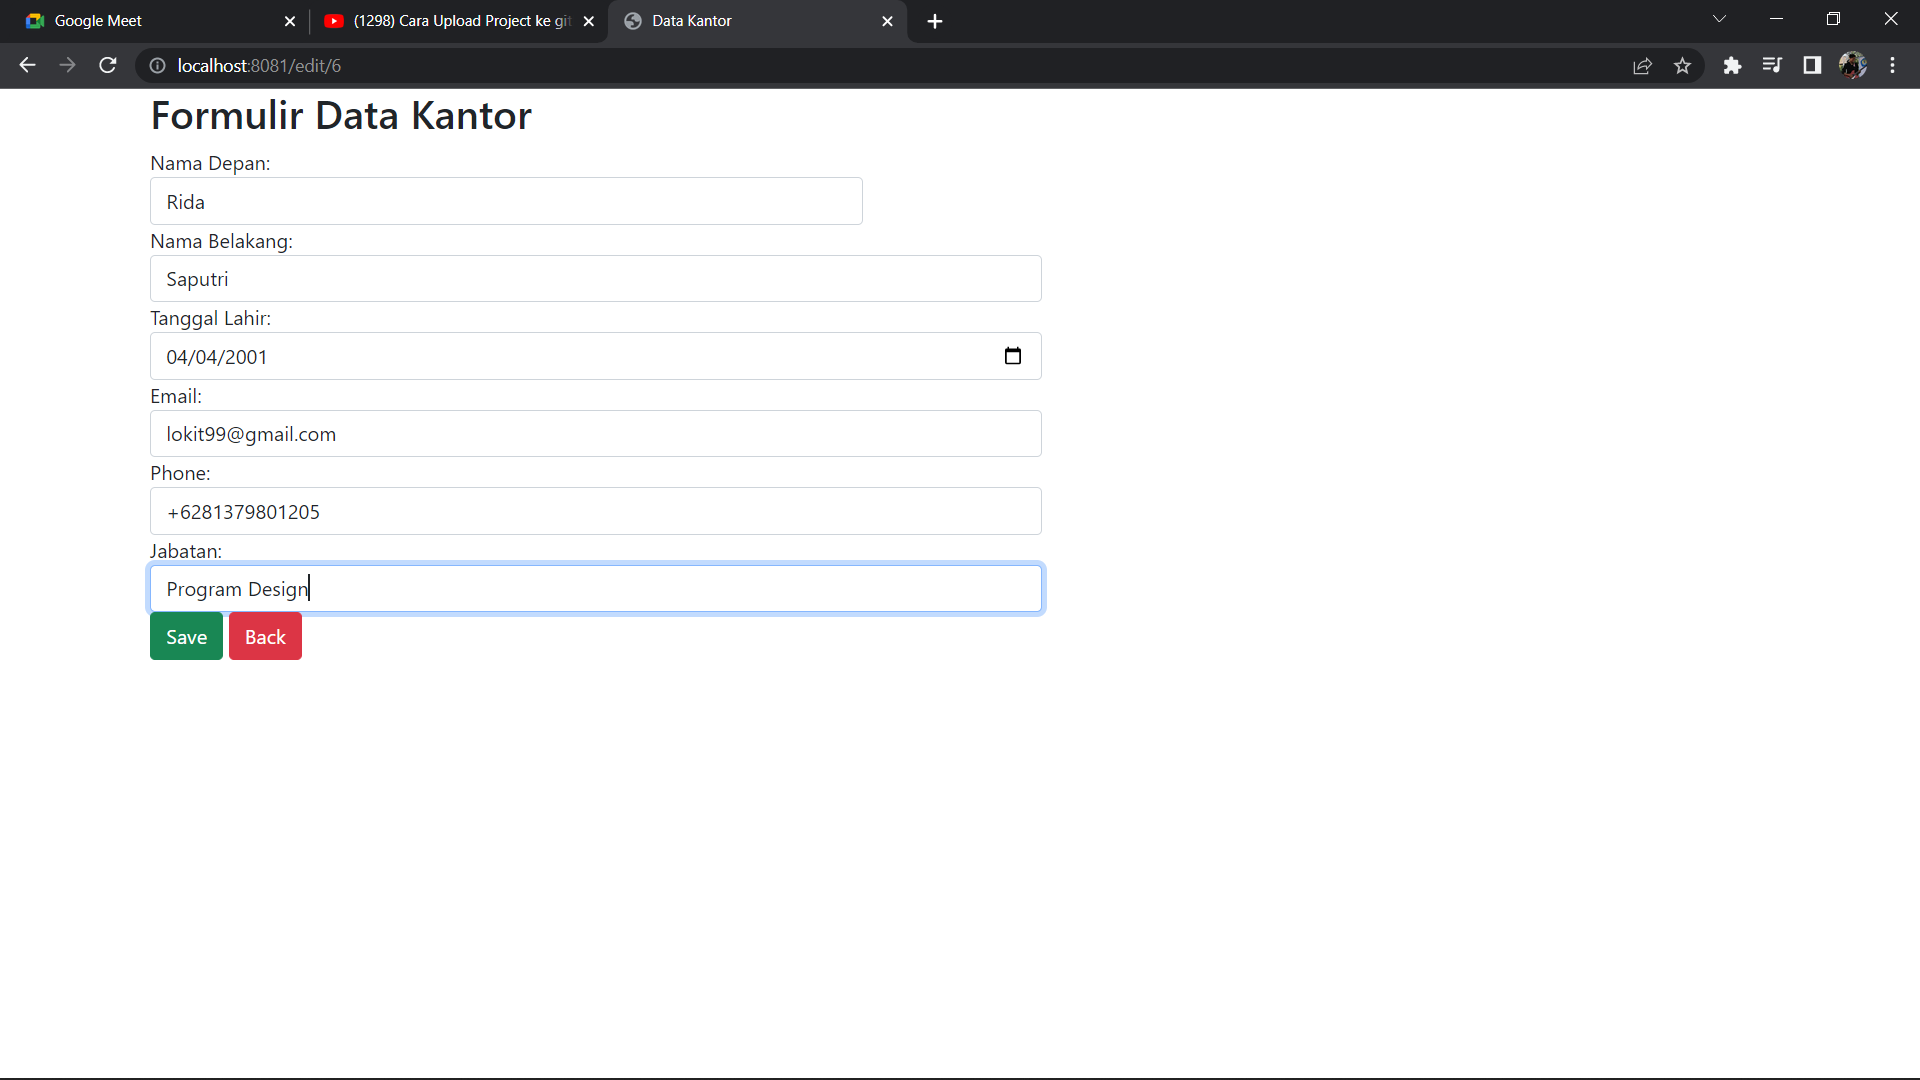 Google Meet
(1298) Cara Upload Project ke git
Data Kantor
localhost:8081/edit/6
Formulir Data Kantor
Nama Depan:
Rida
Nama Belakang:
Saputri
Tanggal Lahir:
04/04/2001
Email:
lokit99@gmail.com
Phone:
+6281379801205
Jabatan:
Program Design
Save Back